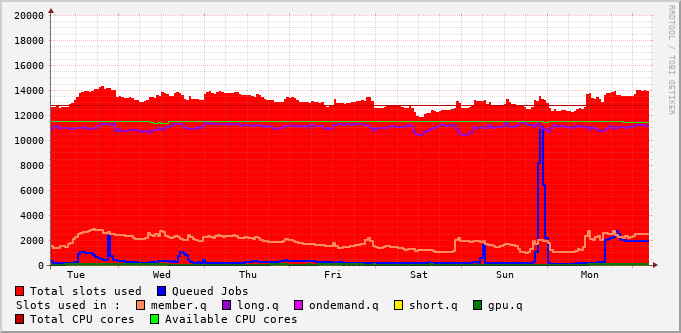 20000
18000
16000
14000
12000
10000
8000
6000
4000
2000
0
Tue Wed Thu Fri Sat Sun Mon
RRDTOOL / TOBI OETIKER
Total slots used Queued Jobs
Slots used in : member.q long.q ondemand.q short.q gpu.q
Total CPU cores Available CPU cores